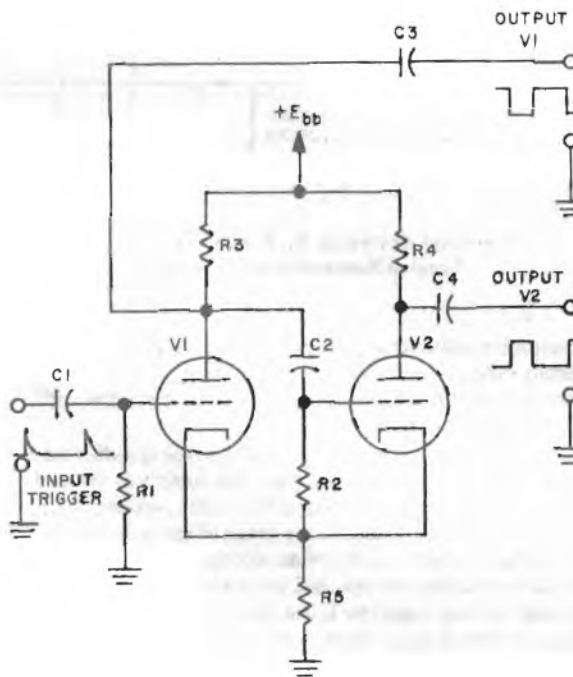 OUTPUT
V1
C3
+Ebb
R3
R4
C4
OUTPUT
V2
V1
C2
V2
C1
INPUT
TRIGGER
R1
R2
R5